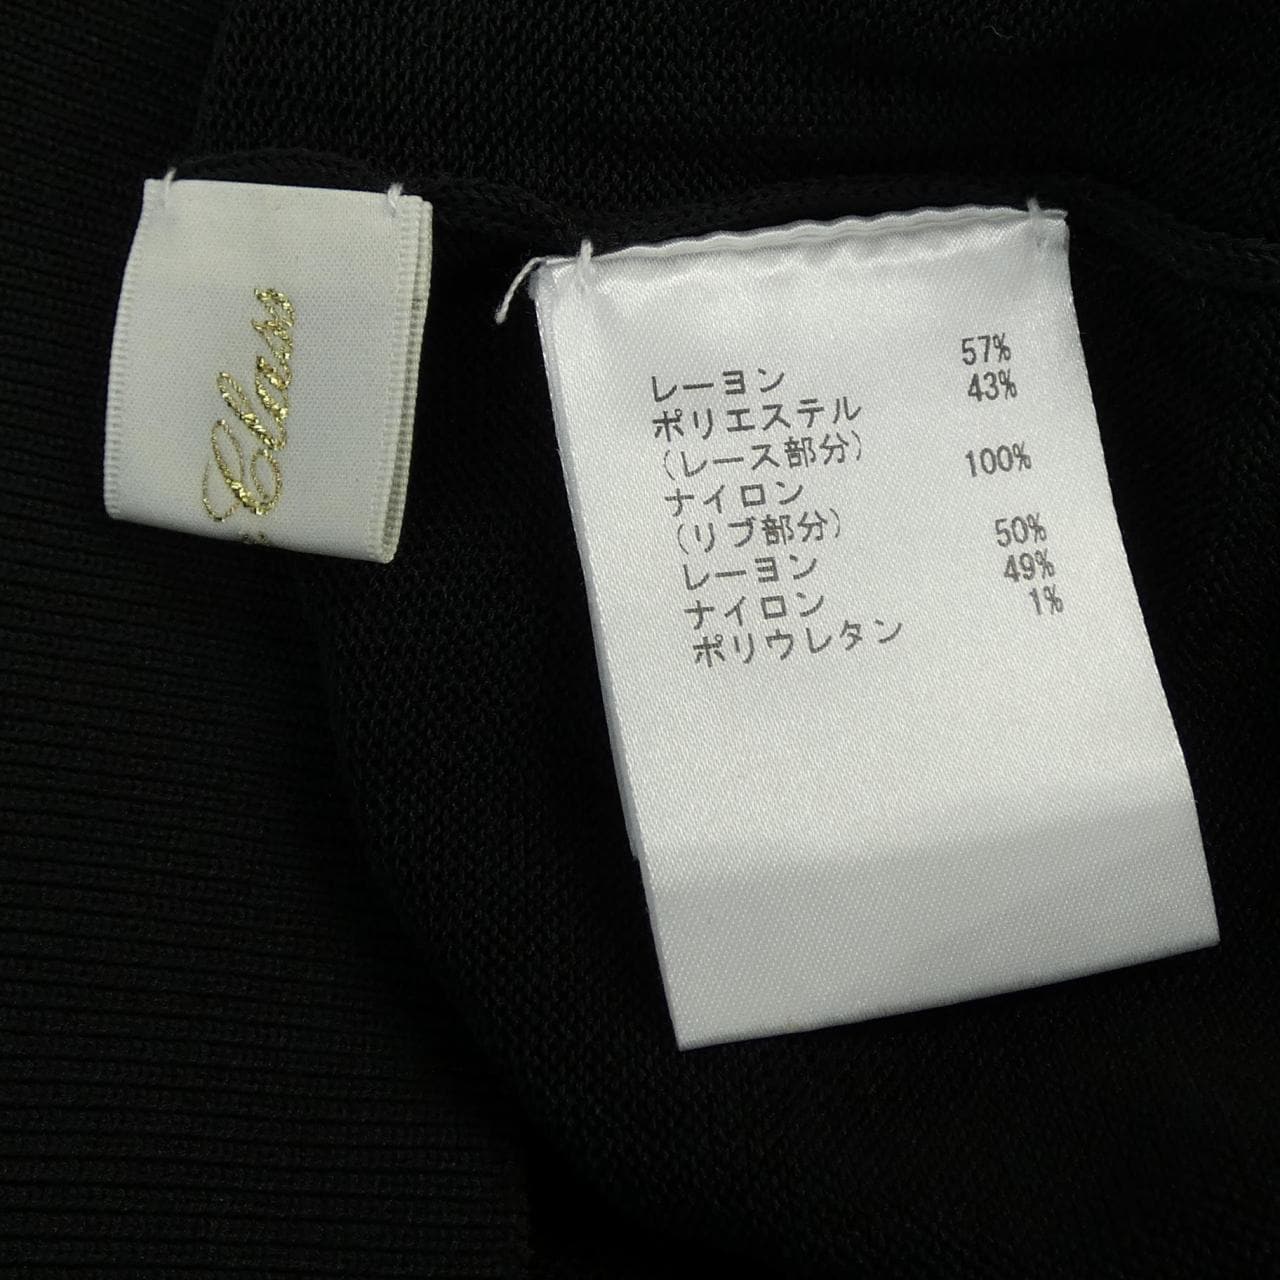 Class
レーヨン 57%
ポリエステル 43%
(レース部分)
ナイロン 100%
(リブ部分)
レーヨン 50%
ナイロン 49%
ポリウレタン 1%